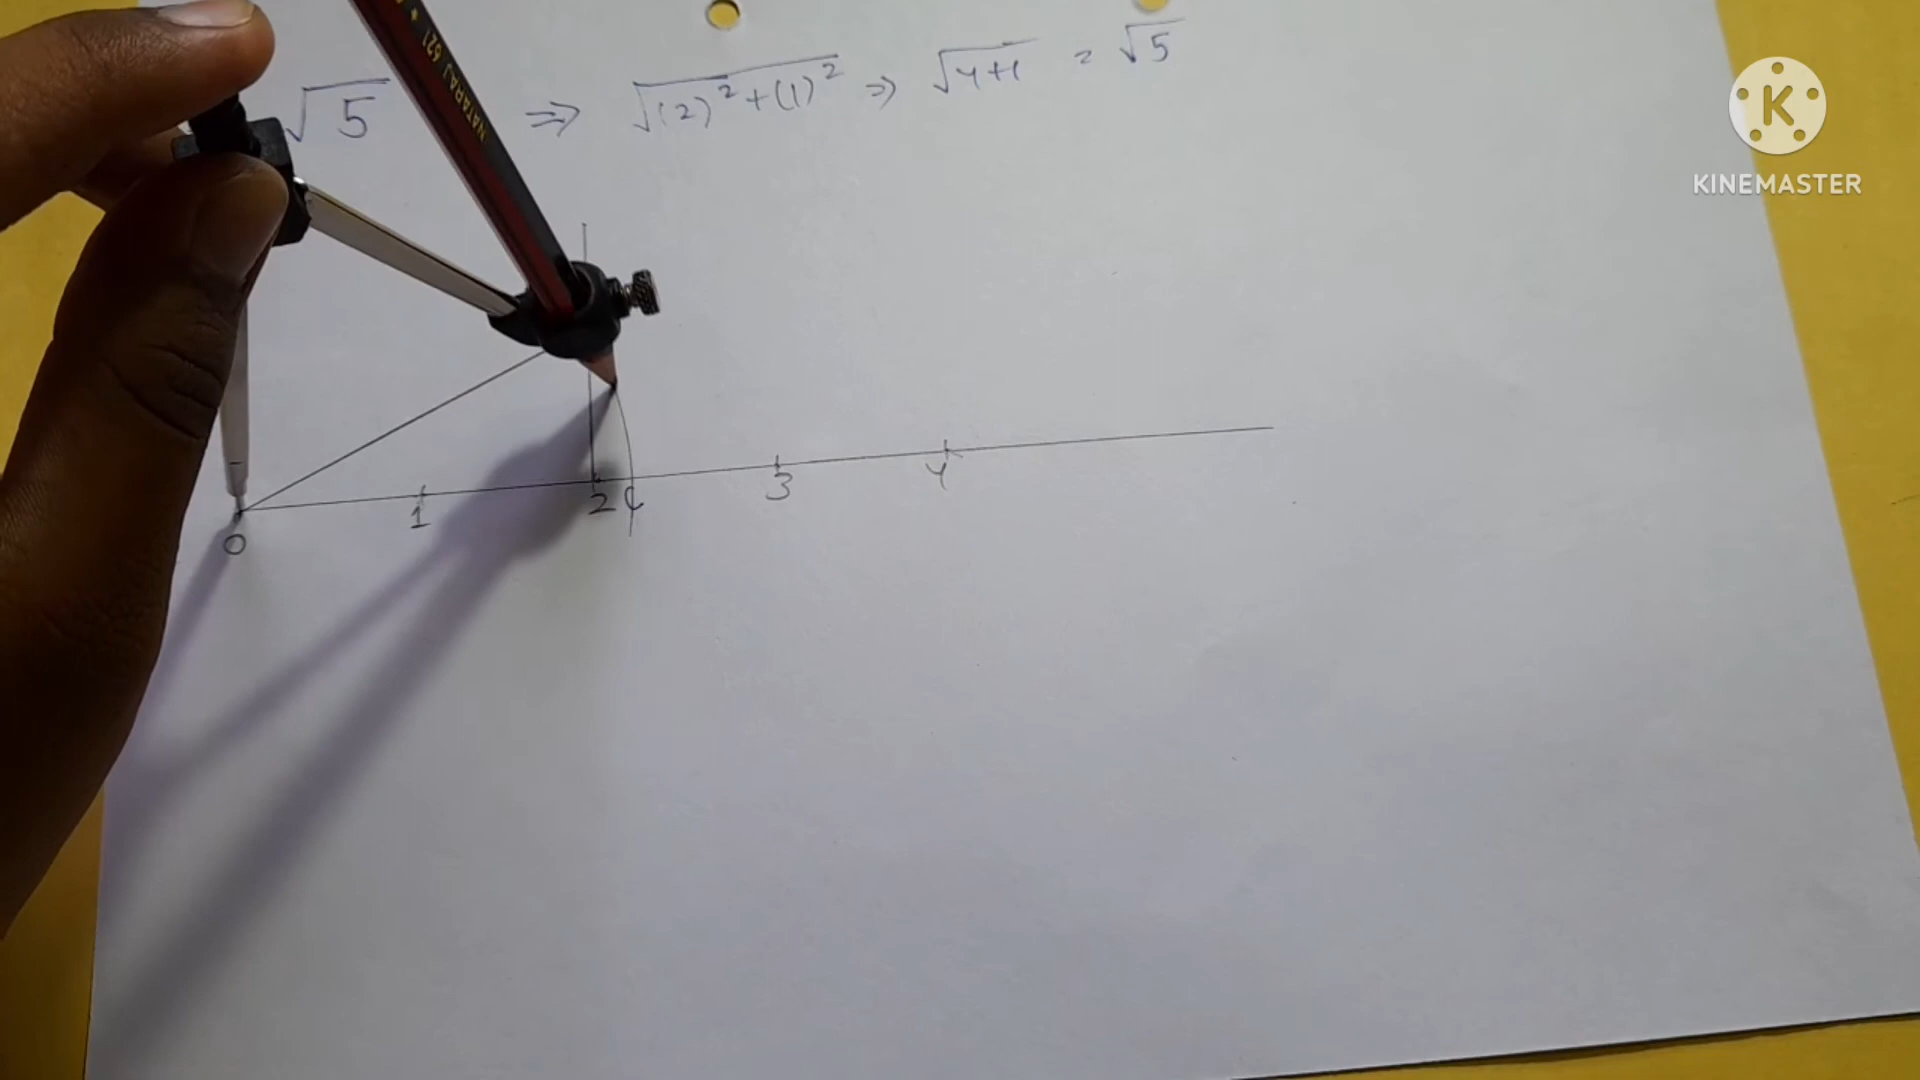 √5 ⇒ √(2)²+(1)² ⇒ √4+1 = √5
K
KINEMASTER
NATARAJ 621
0 1 2 C 3 4